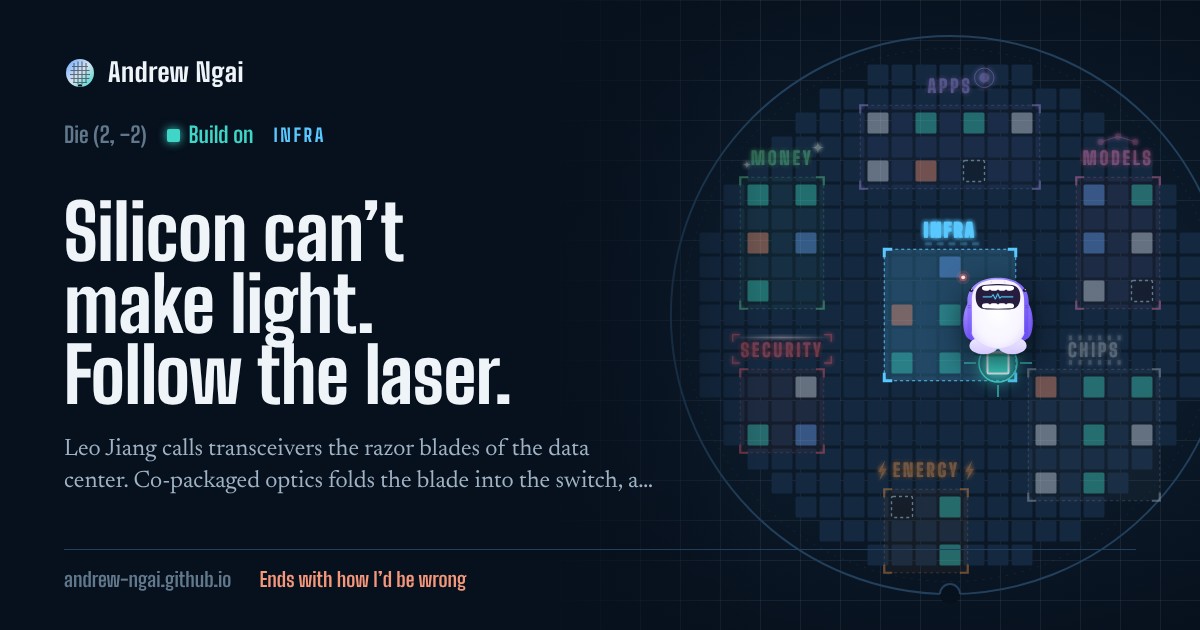 Andrew Ngai
Die (2, −2) Build on INFRA
Silicon can’t
make light.
Follow the laser.
Leo Jiang calls transceivers the razor blades of the data
center. Co-packaged optics folds the blade into the switch, a...
andrew-ngai.github.io Ends with how I’d be wrong
APPS
MONEY
MODELS
INFRA
SECURITY
CHIPS
ENERGY